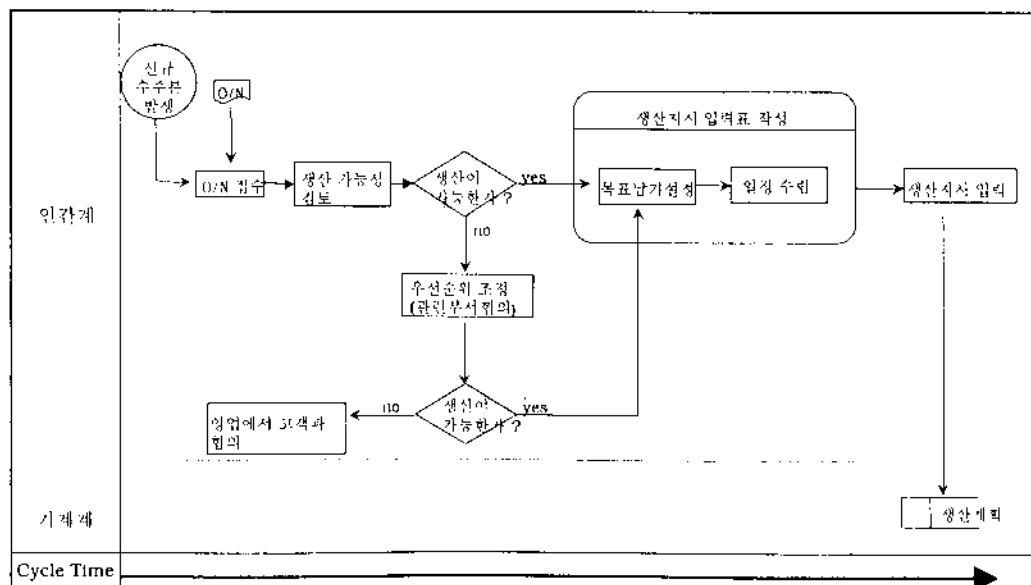 신규
수주분
발생
O/N
생산지시 입력표 작성
O/N 접수
생산 가능성
검토
생산이
가능한가 ?
yes
목표납기설정
일정 수립
생산지시 입력
인간계
no
우선순위 조정
(관련부서협의)
생산이
가능한가 ?
no
yes
영업에서 고객과
협의
기계계
생산계획
Cycle Time